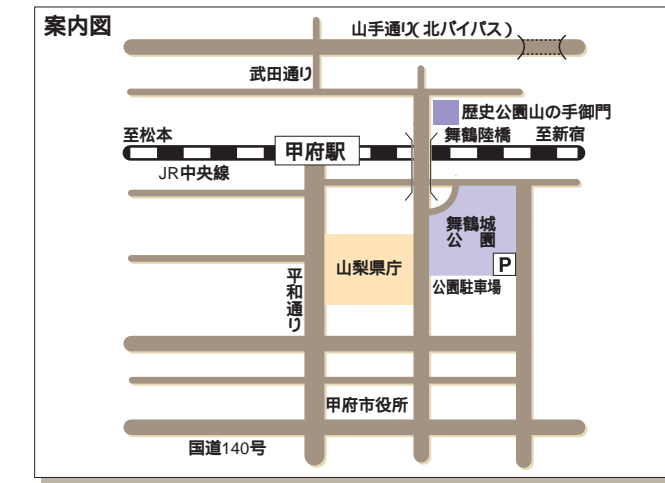 案内図
山手通り(北バイパス)
武田通り
歴史公園山の手御門
至松本
甲府駅
舞鶴陸橋
至新宿
JR中央線
舞鶴城
公園
山梨県庁
P
平和通り
公園駐車場
甲府市役所
国道140号